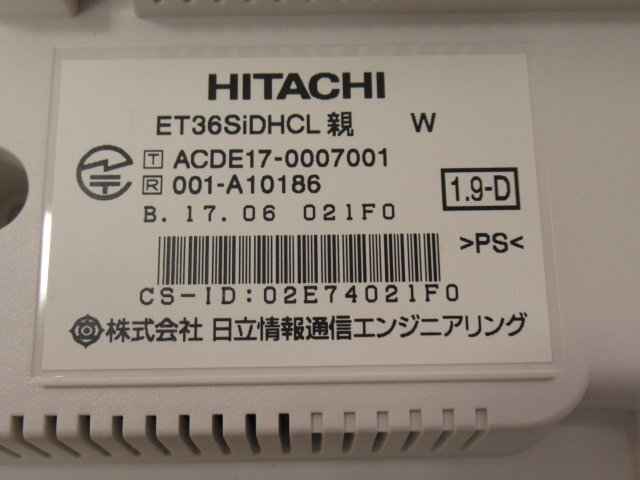 HITACHI
ET36SiDHCL 親 W
T ACDE17-0007001
R 001-A10186
1.9-D
B. 17. 06 021F0
>PS<
CS-ID:02E74021F0
株式会社 日立情報通信エンジニアリング